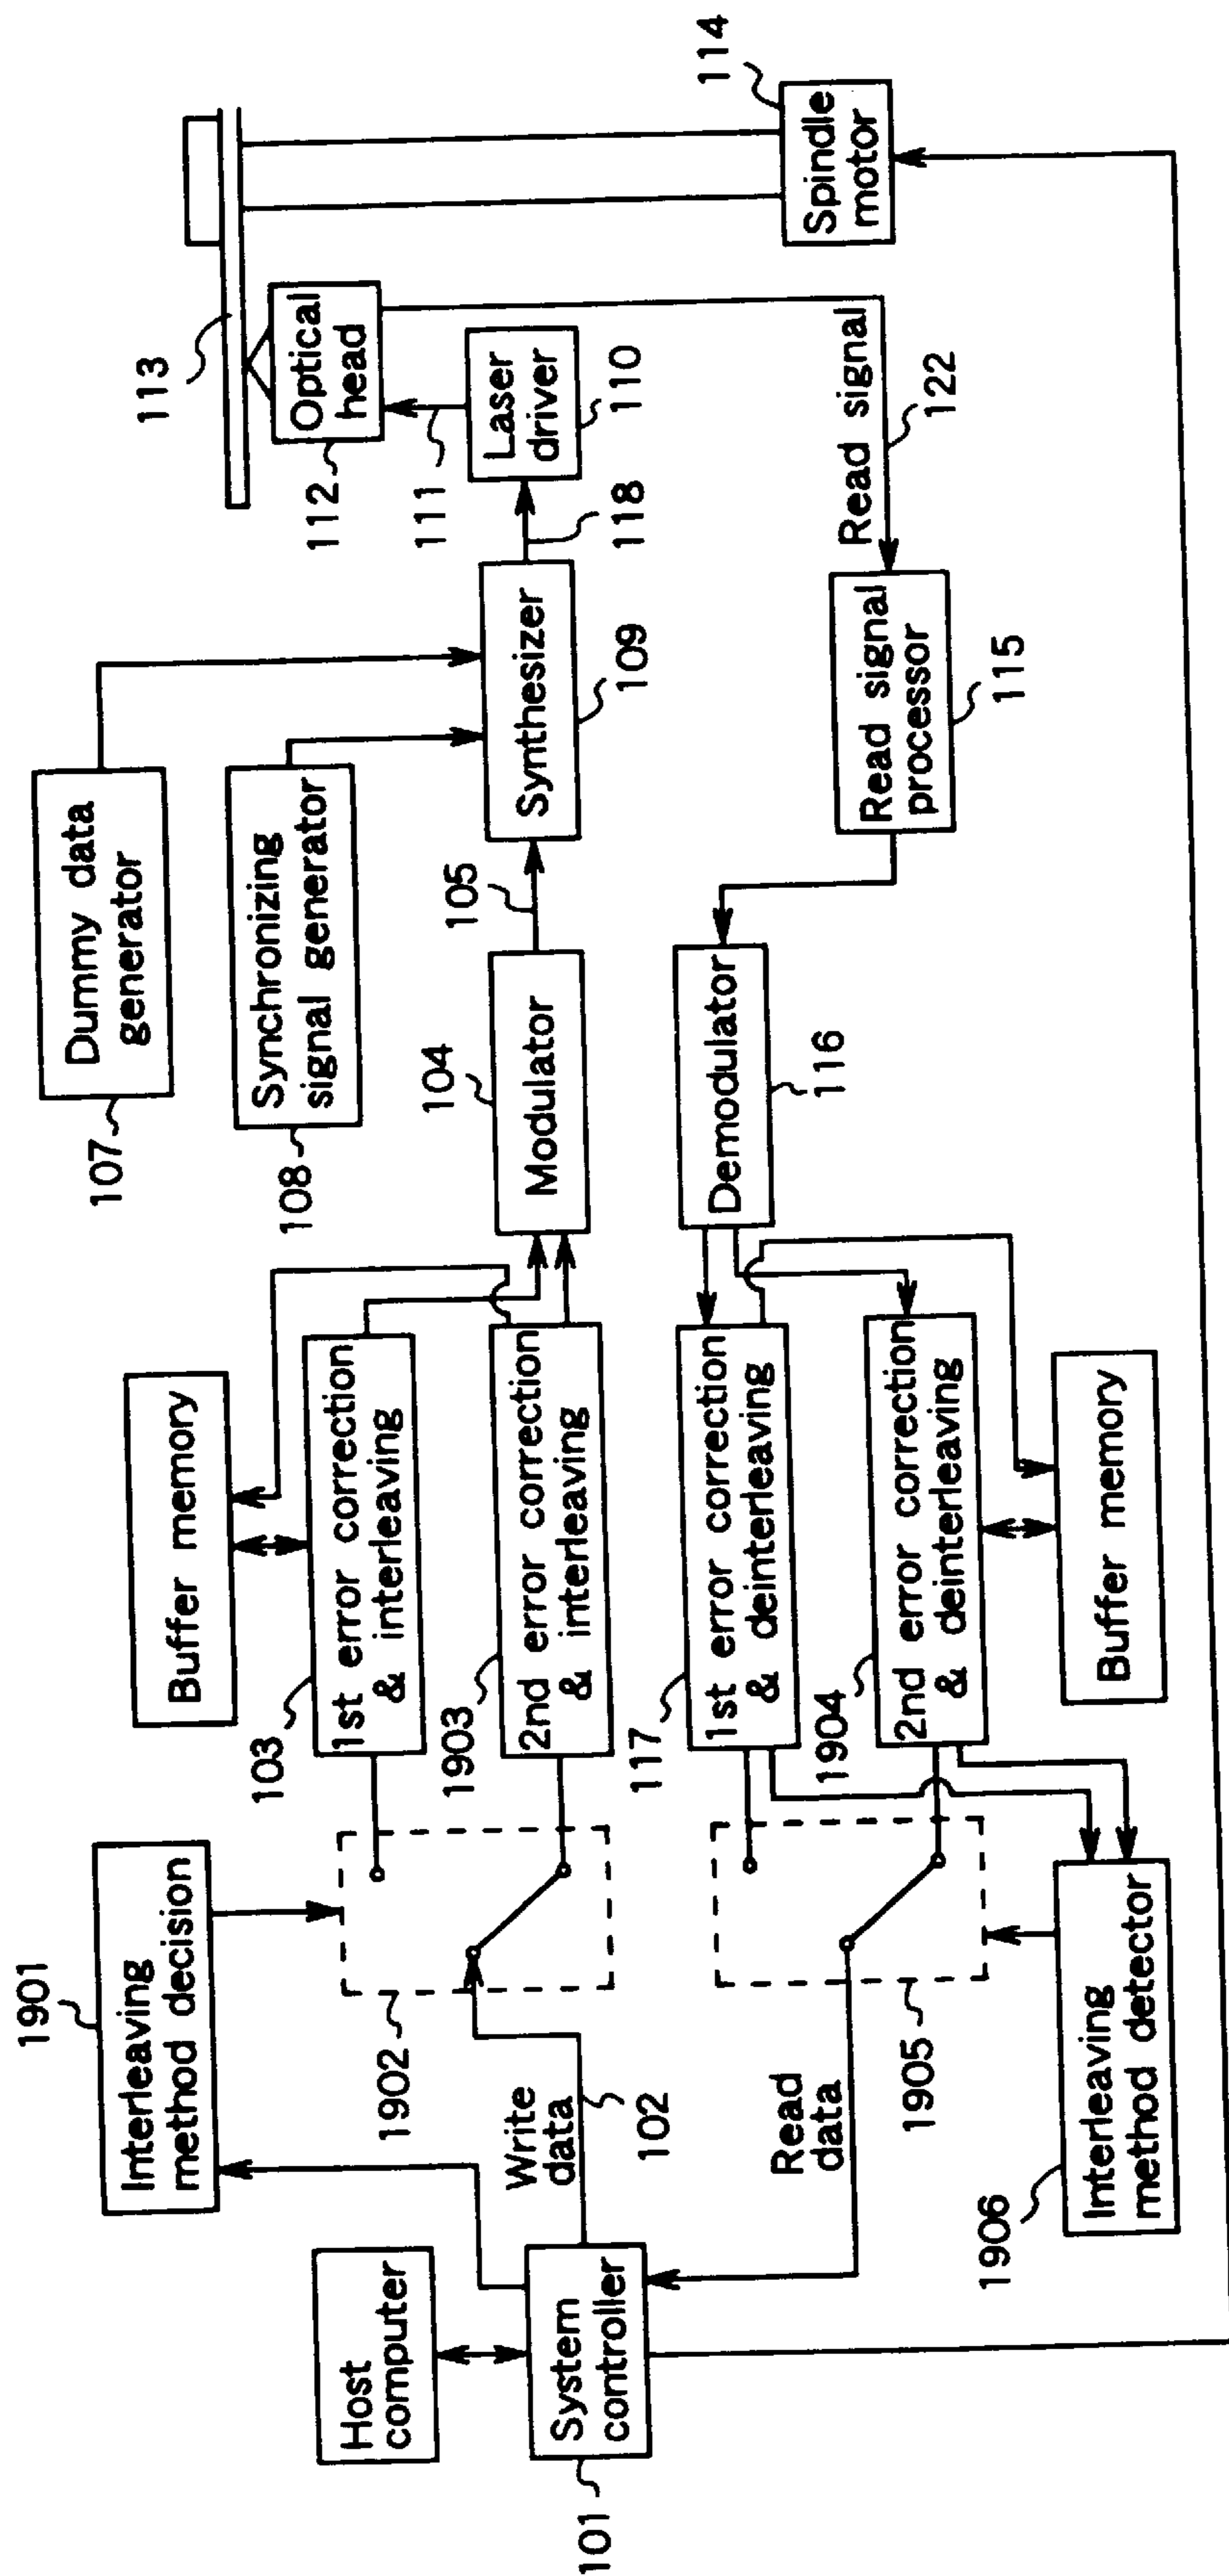 Host
computer
System
controller
101
Interleaving
method decision
1901
Write
data
102
1902
Read
data
1905
Interleaving
method detector
1906
Buffer memory
1st error correction
& interleaving
103
2nd error correction
& interleaving
1903
1st error correction
& deinterleaving
117
2nd error correction
& deinterleaving
1904
Buffer memory
Dummy data
generator
107
Synchronizing
signal generator
108
Modulator
104
105
Synthesizer
109
118
Laser
driver
110
111
Optical
head
112
113
Spindle
motor
114
Read signal
122
Read signal
processor
115
Demodulator
116